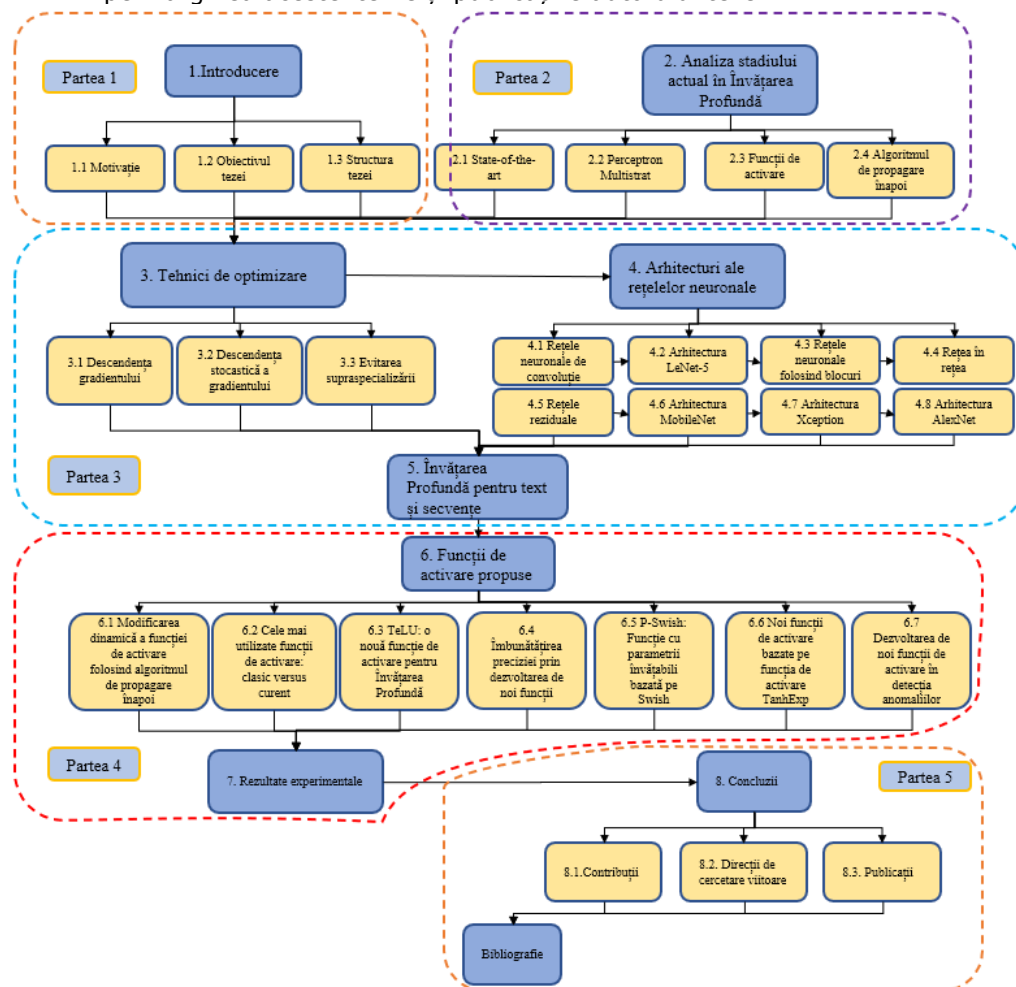 Partea 1
1.Introducere
Partea 2
2. Analiza stadiului
actual în Învățarea
Profundă
1.1 Motivație
1.2 Obiectivul
tezei
1.3 Structura
tezei
2.1 State-of-the-
art
2.2 Perceptron
Multistrat
2.3 Funcții de
activare
2.4 Algoritmul
de propagare
înapoi
3. Tehnici de optimizare
4. Arhitecturi ale
rețelelor neuronale
3.1 Descendența
gradientului
3.2 Descendența
stocastică a
gradientului
3.3 Evitarea
supraspecializării
4.1 Rețele
neuronale de
convoluție
4.2 Arhitectura
LeNet-5
4.3 Rețele
neuronale
folosind blocuri
4.4 Rețea în
rețea
4.5 Rețele
reziduale
4.6 Arhitectura
MobileNet
4.7 Arhitectura
Xception
4.8 Arhitectura
AlexNet
Partea 3
5. Învățarea
Profundă pentru text
și secvențe
6. Funcții de
activare propuse
6.1 Modificarea
dinamică a funcției
de activare
folosind algoritmul
de propagare
înapoi
6.2 Cele mai
utilizate funcții
de activare:
clasic versus
curent
6.3 TeLU: o
nouă funcție de
activare pentru
Învățarea
Profundă
6.4
Îmbunătățirea
preciziei prin
dezvoltarea de
noi funcții
6.5 P-Swish:
Funcție cu
parametrii
învățabili
bazată pe
Swish
6.6 Noi funcții
de activare
bazate pe
funcția de
activare
TanhExp
6.7
Dezvoltarea de
noi funcții de
activare în
detecția
anomaliilor
Partea 4
7. Rezultate experimentale
8. Concluzii
Partea 5
8.1.Contribuții
8.2. Direcții de
cercetare viitoare
8.3. Publicații
Bibliografie